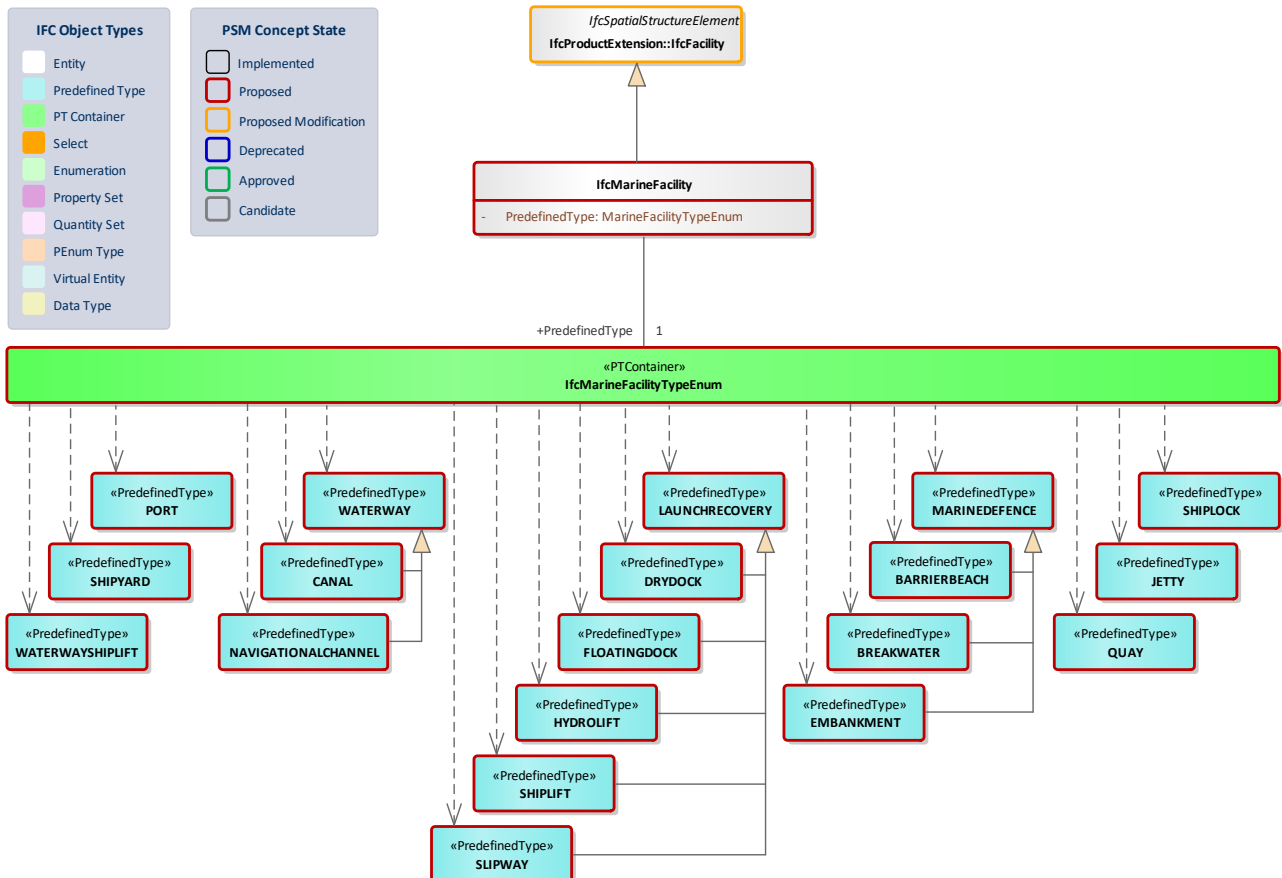 IFC Object Types
Entity
Predefined Type
PT Container
Select
Enumeration
Property Set
Quantity Set
PEnum Type
Virtual Entity
Data Type
PSM Concept State
Implemented
Proposed
Proposed Modification
Deprecated
Approved
Candidate
IfcSpatialStructureElement
IfcProductExtension::IfcFacility
IfcMarineFacility
- PredefinedType: MarineFacilityTypeEnum
+PredefinedType 1
«PTContainer»
IfcMarineFacilityTypeEnum
«PredefinedType»
PORT
«PredefinedType»
WATERWAY
«PredefinedType»
LAUNCHRECOVERY
«PredefinedType»
MARINEDEFENCE
«PredefinedType»
SHIPLOCK
«PredefinedType»
SHIPYARD
«PredefinedType»
CANAL
«PredefinedType»
DRYDOCK
«PredefinedType»
BARRIERBEACH
«PredefinedType»
JETTY
«PredefinedType»
WATERWAYSHIPLIFT
«PredefinedType»
NAVIGATIONALCHANNEL
«PredefinedType»
FLOATINGDOCK
«PredefinedType»
BREAKWATER
«PredefinedType»
QUAY
«PredefinedType»
HYDROLIFT
«PredefinedType»
EMBANKMENT
«PredefinedType»
SHIPLIFT
«PredefinedType»
SLIPWAY